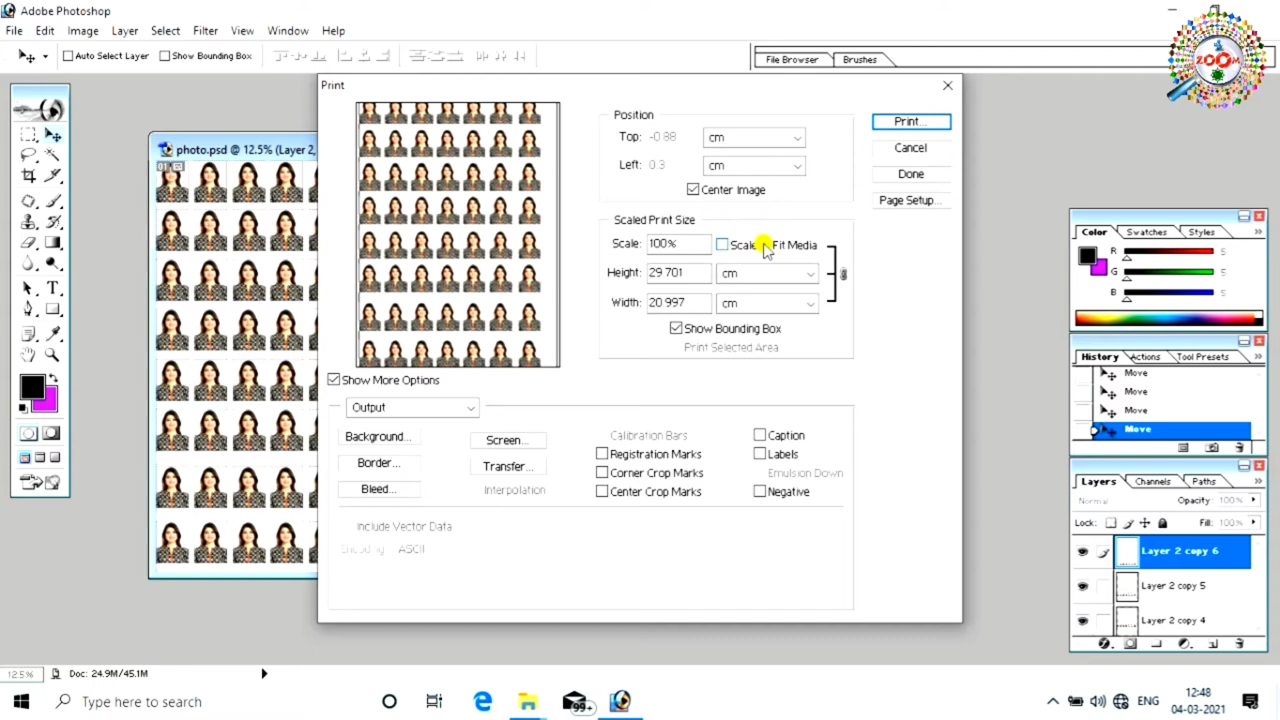 Adobe Photoshop
File Edit Image Layer Select Filter View Window Help
Auto Select Layer Show Bounding Box File Browser Brushes
ZOOM
photo.psd @ 12.5% (Layer 2,
Print
Position
Top: -0.88 cm
Left: 0.3 cm
Center Image
Print...
Cancel
Done
Page Setup...
Scaled Print Size
Scale: 100% Scale Fit Media
Height: 29.701 cm
Width: 20.997 cm
Show Bounding Box
Print Selected Area
Show More Options
Output
Background... Screen... Calibration Bars Caption
Border... Transfer... Registration Marks Labels
Bleed... Interpolation Corner Crop Marks Emulsion Down
Center Crop Marks Negative
Include Vector Data
Encoding: ASCII
Color Swatches Styles
R 5
G 5
B 5
History Actions Tool Presets
Move
Move
Move
Move
Layers Channels Paths
Normal Opacity: 100%
Lock: Fill: 100%
Layer 2 copy 6
Layer 2 copy 5
Layer 2 copy 4
12.5% Doc: 24.9M/45.1M
Type here to search 99+ ENG 12:48
04-03-2021